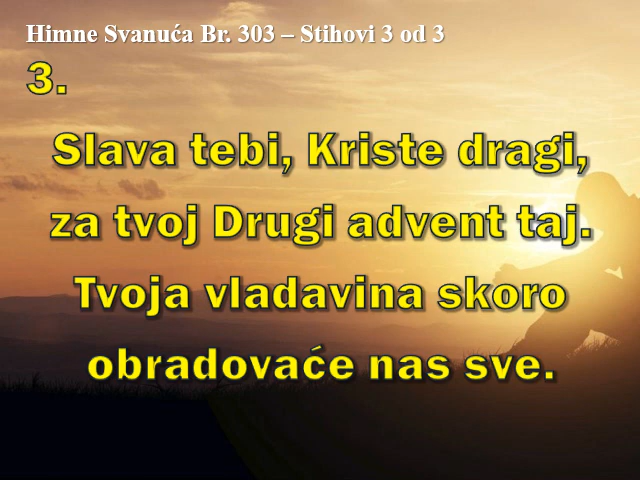 Himne Svanuća Br. 303 – Stihovi 3 od 3
3.
Slava tebi, Kriste dragi,
za tvoj Drugi advent taj.
Tvoja vladavina skoro
obradovaće nas sve.